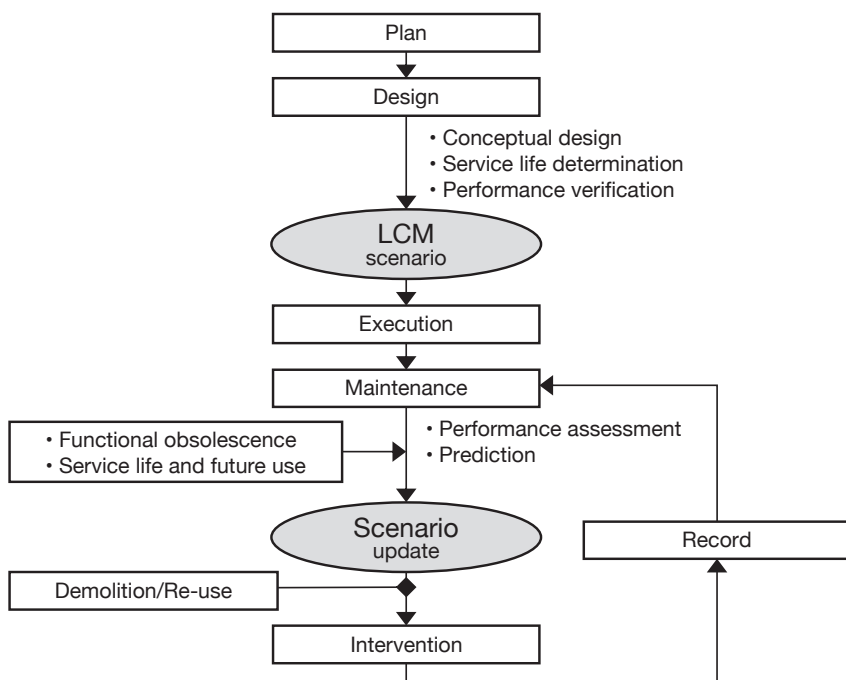 Plan
Design
• Conceptual design
• Service life determination
• Performance verification
LCM
scenario
Execution
Maintenance
• Functional obsolescence
• Service life and future use
• Performance assessment
• Prediction
Scenario
update
Record
Demolition/Re-use
Intervention